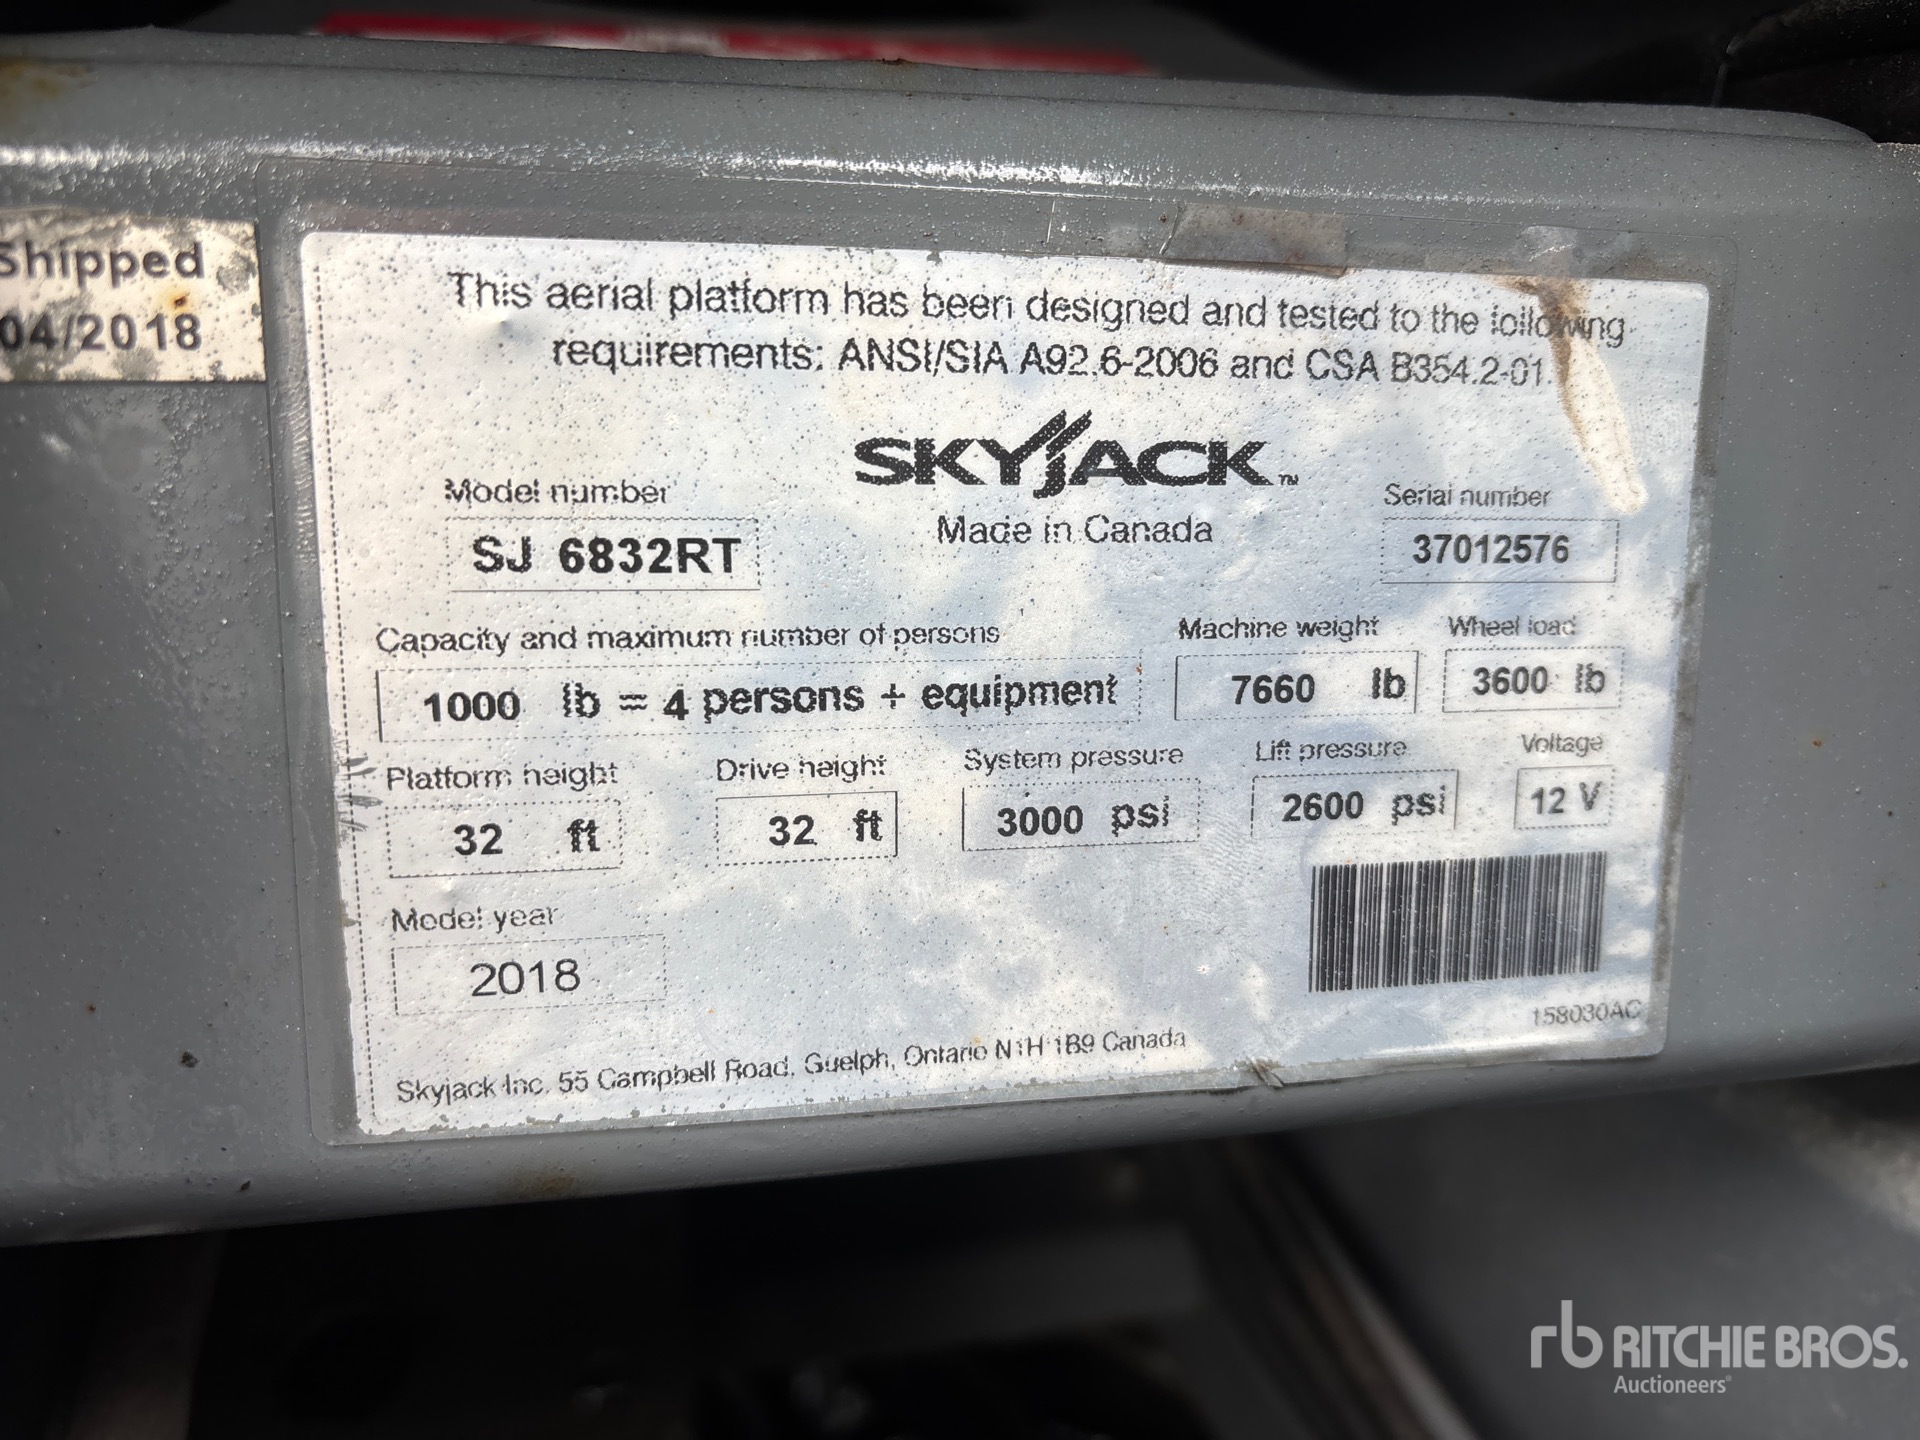 Shipped
04/2018
This aerial platform has been designed and tested to the following
requirements: ANSI/SIA A92.6-2006 and CSA B354.2-01.
SKYJACK™
Made in Canada
Model number
SJ 6832RT
Serial number
37012576
Capacity and maximum number of persons
1000 lb = 4 persons + equipment
Machine weight
7660 lb
Wheel load
3600 lb
Platform height
32 ft
Drive height
32 ft
System pressure
3000 psi
Lift pressure
2600 psi
Voltage
12 V
Model year
2018
158030AC
Skyjack Inc. 55 Campbell Road, Guelph, Ontario N1H 1B9 Canada
rb RITCHIE BROS.
Auctioneers®